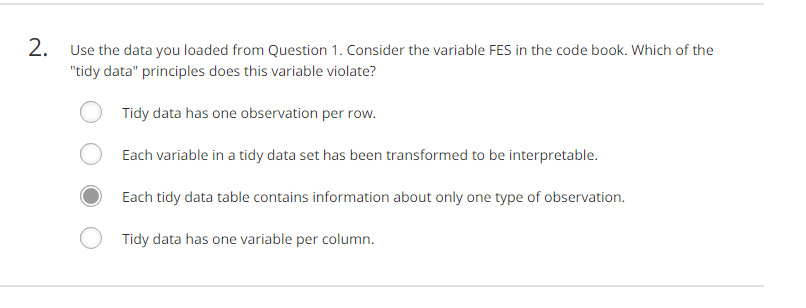 2. Use the data you loaded from Question 1. Consider the variable FES in the code book. Which of the
"tidy data" principles does this variable violate?
Tidy data has one observation per row.
Each variable in a tidy data set has been transformed to be interpretable.
Each tidy data table contains information about only one type of observation.
Tidy data has one variable per column.